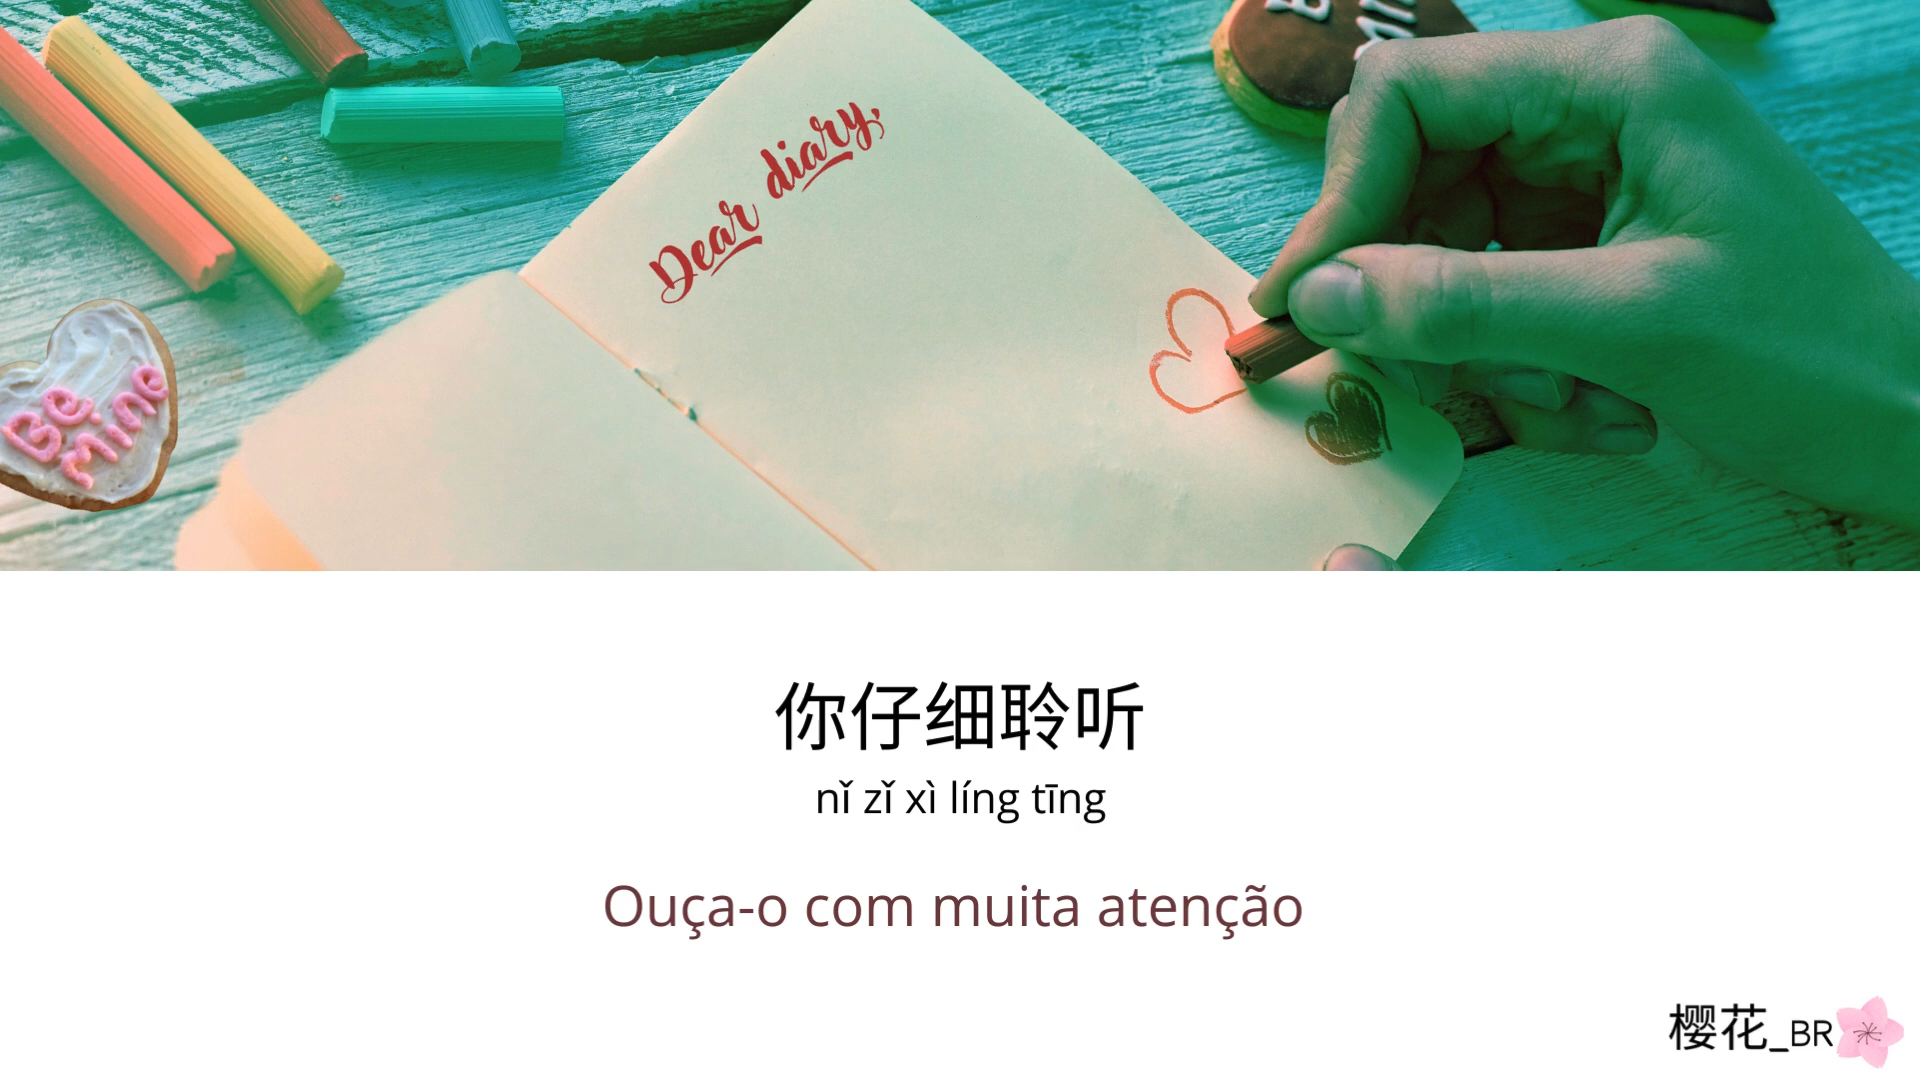 Dear diary,
Be
Mine
你仔细聆听
nǐ zǐ xì líng tīng
Ouça-o com muita atenção
樱花_BR